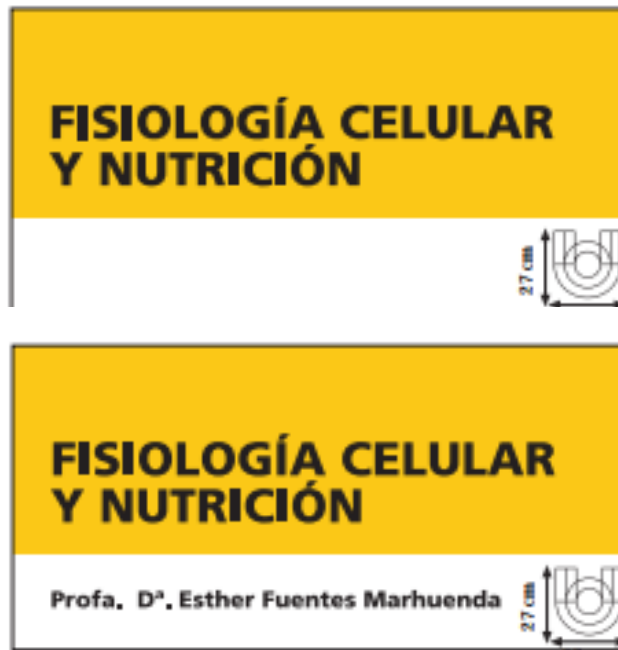 FISIOLOGÍA CELULAR
Y NUTRICIÓN
27 cm
FISIOLOGÍA CELULAR
Y NUTRICIÓN
Profa. Dª. Esther Fuentes Marhuenda
27 cm